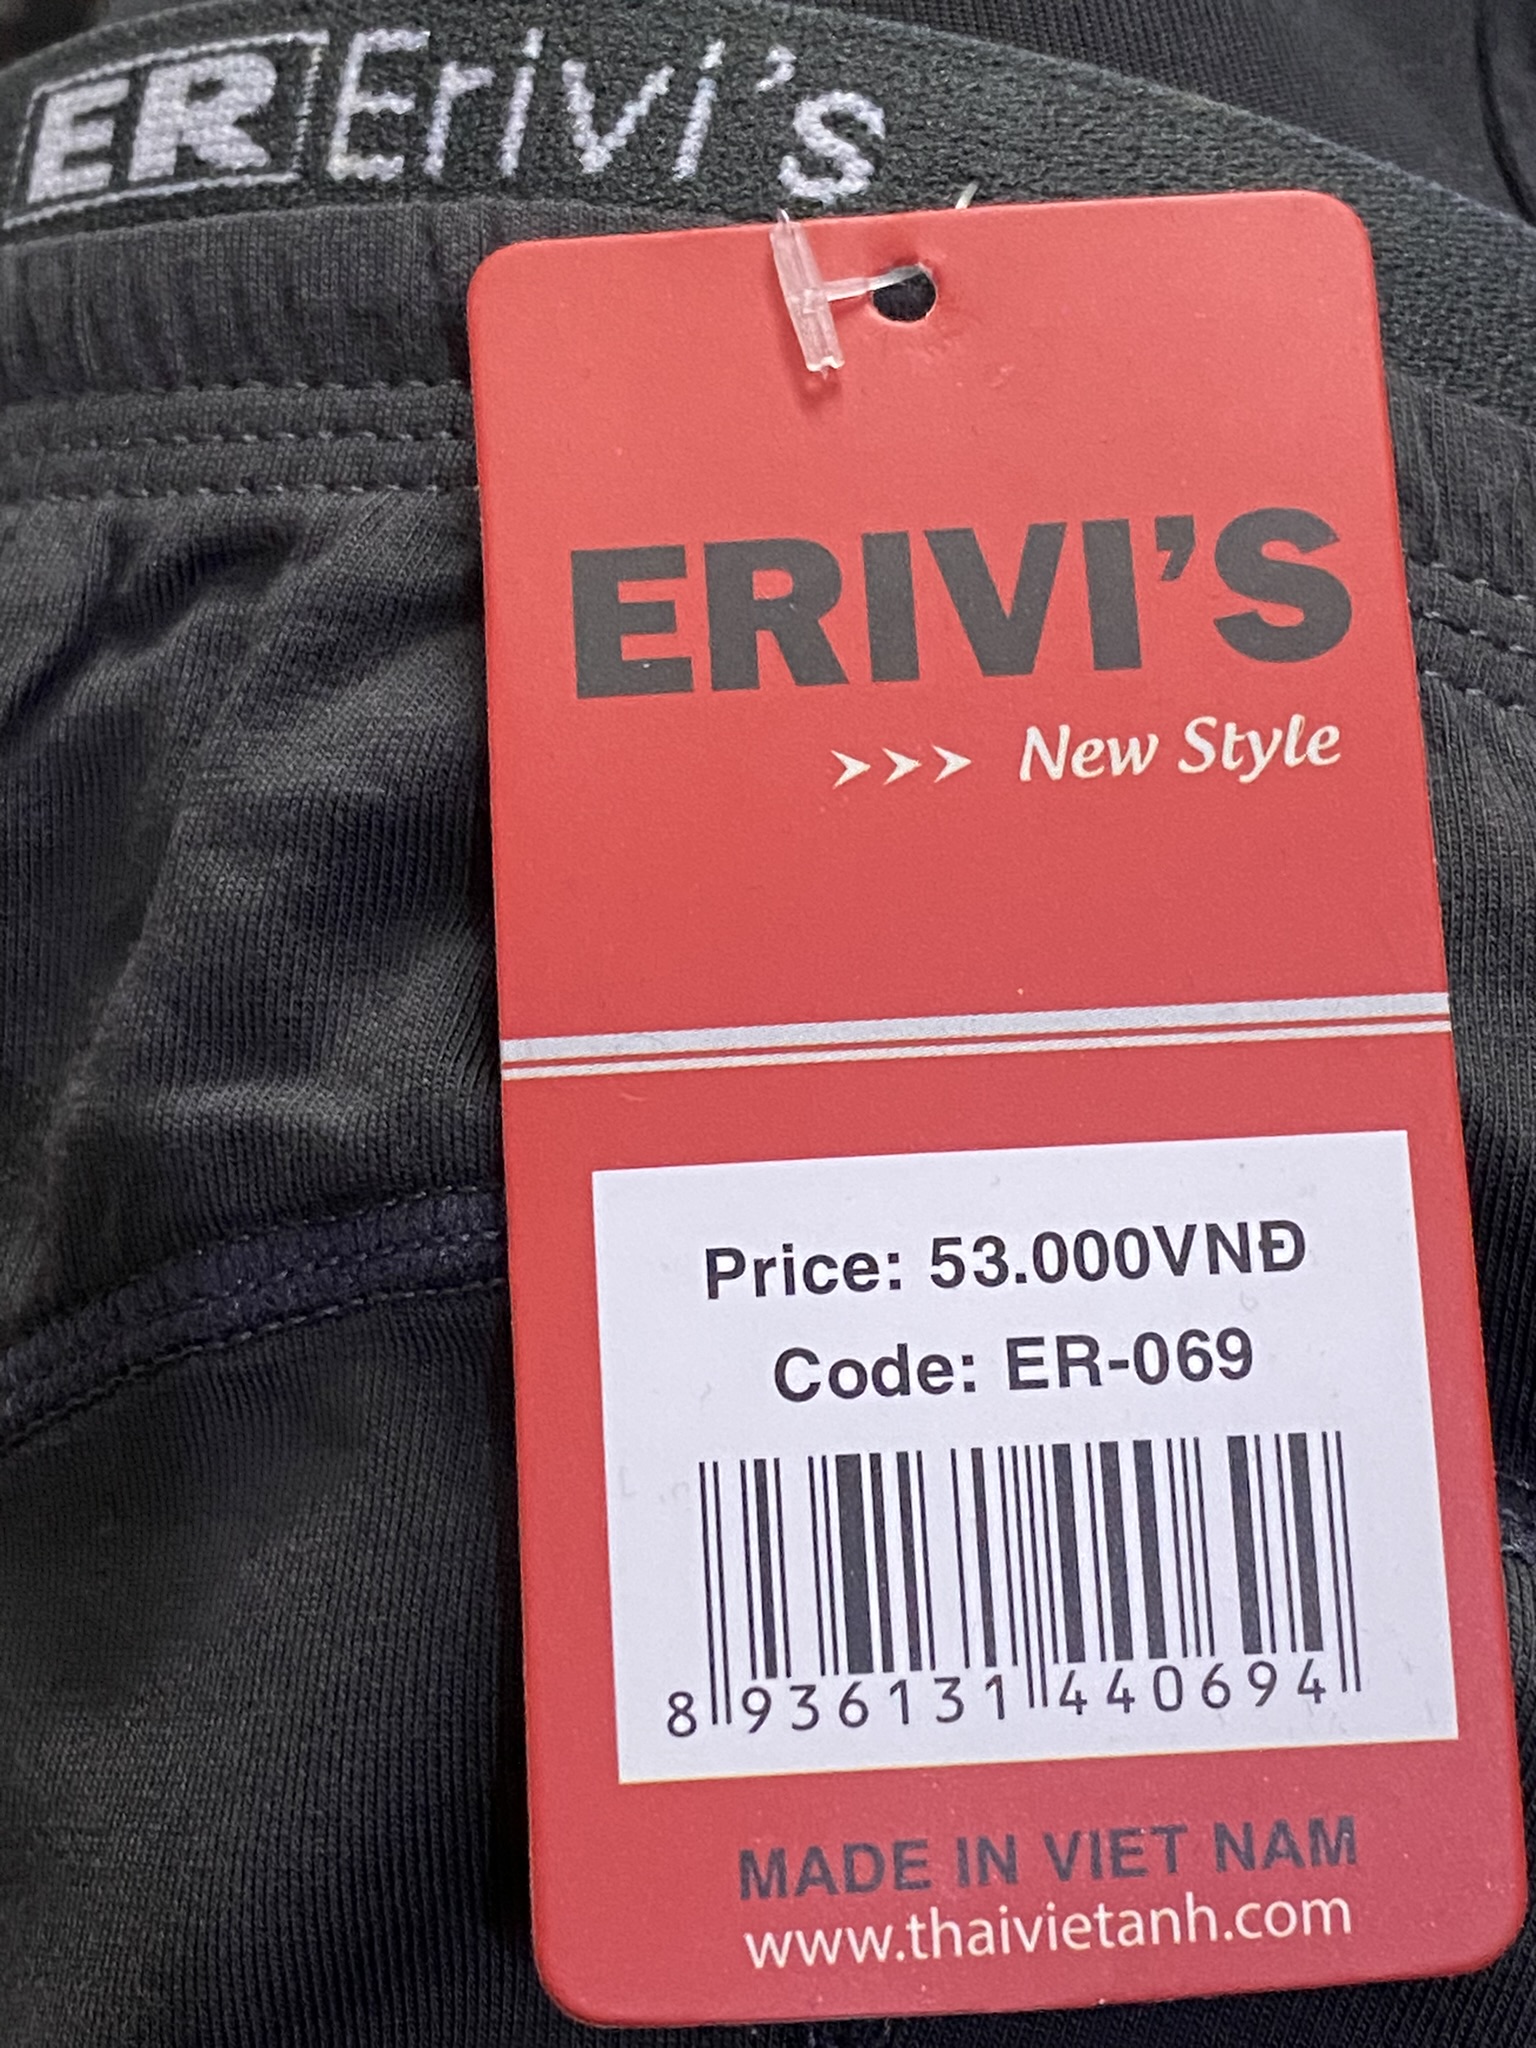 ER Erivi's
ERIVI'S
>>> New Style
Price: 53.000VNĐ
Code: ER-069
8 936131 440694
MADE IN VIET NAM
www.thaivietanh.com